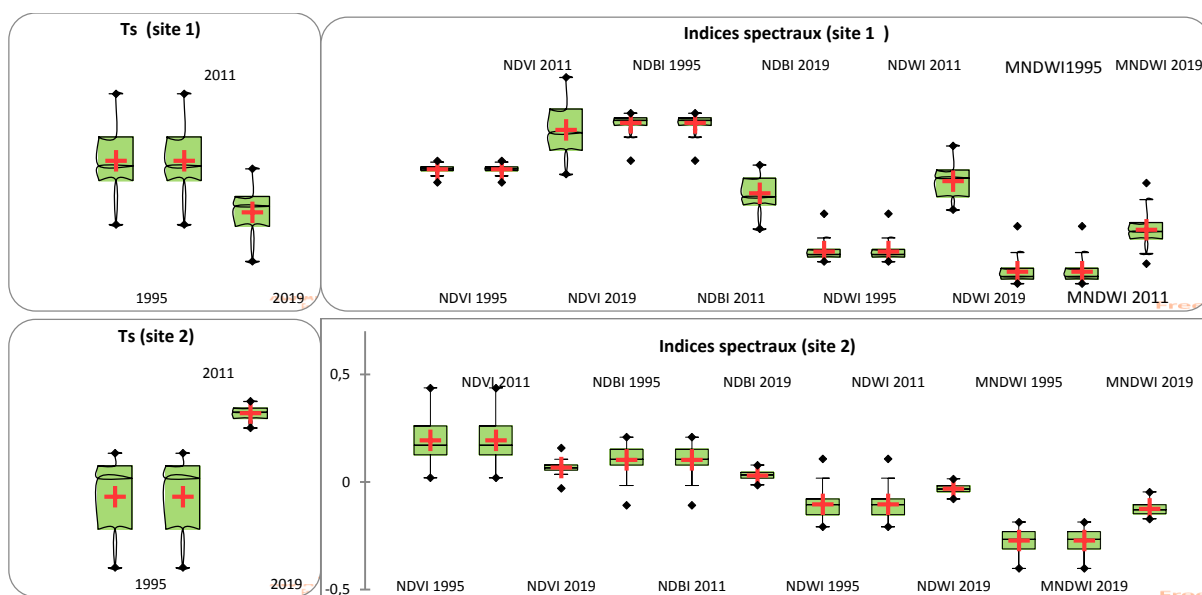 Ts (site 1)
2011
1995
2019
Indices spectraux (site 1 )
NDVI 2011
NDBI 1995
NDBI 2019
NDWI 2011
MNDWI1995
MNDWI 2019
NDVI 1995
NDVI 2019
NDBI 2011
NDWI 1995
NDWI 2019
MNDWI 2011
Ts (site 2)
2011
1995
2019
Indices spectraux (site 2)
0,5
NDVI 2011
NDBI 1995
NDBI 2019
NDWI 2011
MNDWI 1995
MNDWI 2019
0
NDVI 1995
NDVI 2019
NDBI 2011
NDWI 1995
NDWI 2019
MNDWI 2019
-0,5